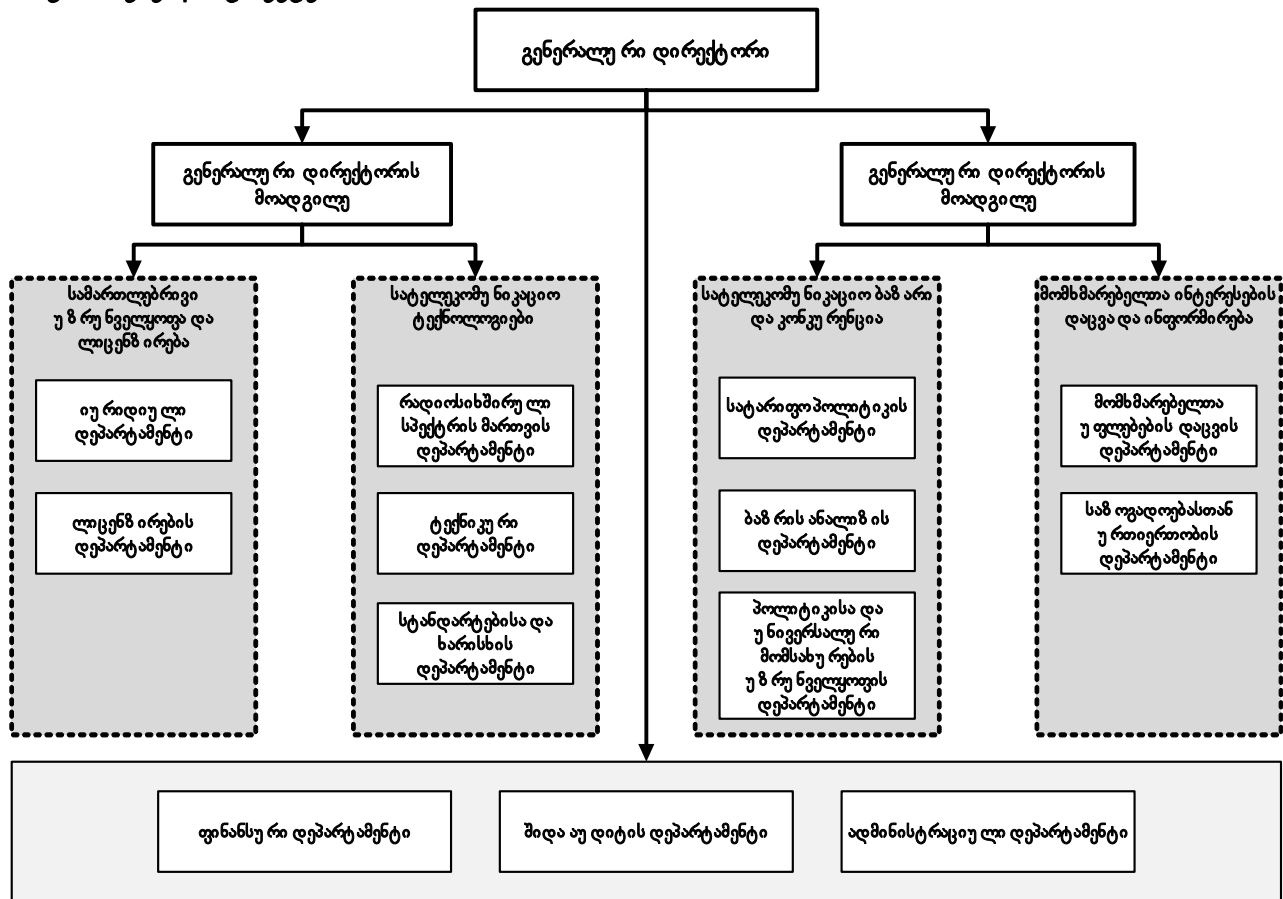 გენერალური დირექტორი
გენერალური დირექტორის
მოადგილე
გენერალური დირექტორის
მოადგილე
სამართლებრივი
უზრუნველყოფა და
ლიცენზირება
იურიდიული
დეპარტამენტი
ლიცენზირების
დეპარტამენტი
სატელეკომუნიკაციო
ტექნოლოგიები
რადიოსიხშირული
სპექტრის მართვის
დეპარტამენტი
ტექნიკური
დეპარტამენტი
სტანდარტებისა და
ხარისხის
დეპარტამენტი
სატელეკომუნიკაციო ბაზარი
და კონკურენცია
სატარიფო პოლიტიკის
დეპარტამენტი
ბაზრის ანალიზის
დეპარტამენტი
პოლიტიკისა და
უნივერსალური
მომსახურების
უზრუნველყოფის
დეპარტამენტი
მომხმარებელთა ინტერესების
დაცვა და ინფორმირება
მომხმარებელთა
უფლებების დაცვის
დეპარტამენტი
საზოგადოებასთან
ურთიერთობის
დეპარტამენტი
ფინანსური დეპარტამენტი
შიდა აუდიტის დეპარტამენტი
ადმინისტრაციული დეპარტამენტი